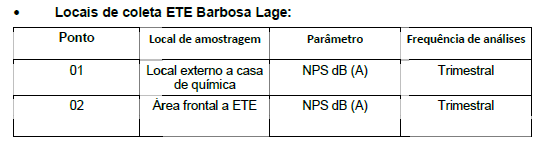 • Locais de coleta ETE Barbosa Lage:
Ponto Local de amostragem Parâmetro Frequência de análises
01 Local externo a casa de química NPS dB (A) Trimestral
02 Área frontal a ETE NPS dB (A) Trimestral